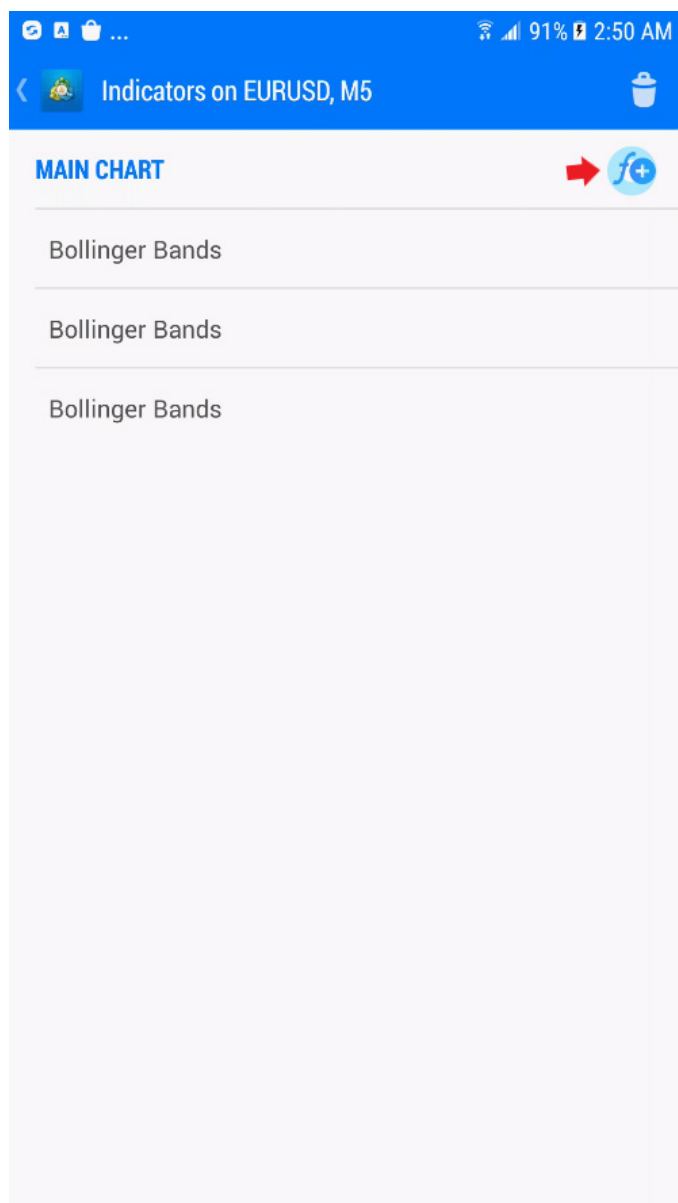 ... 91% 2:50 AM
Indicators on EURUSD, M5
MAIN CHART
Bollinger Bands
Bollinger Bands
Bollinger Bands